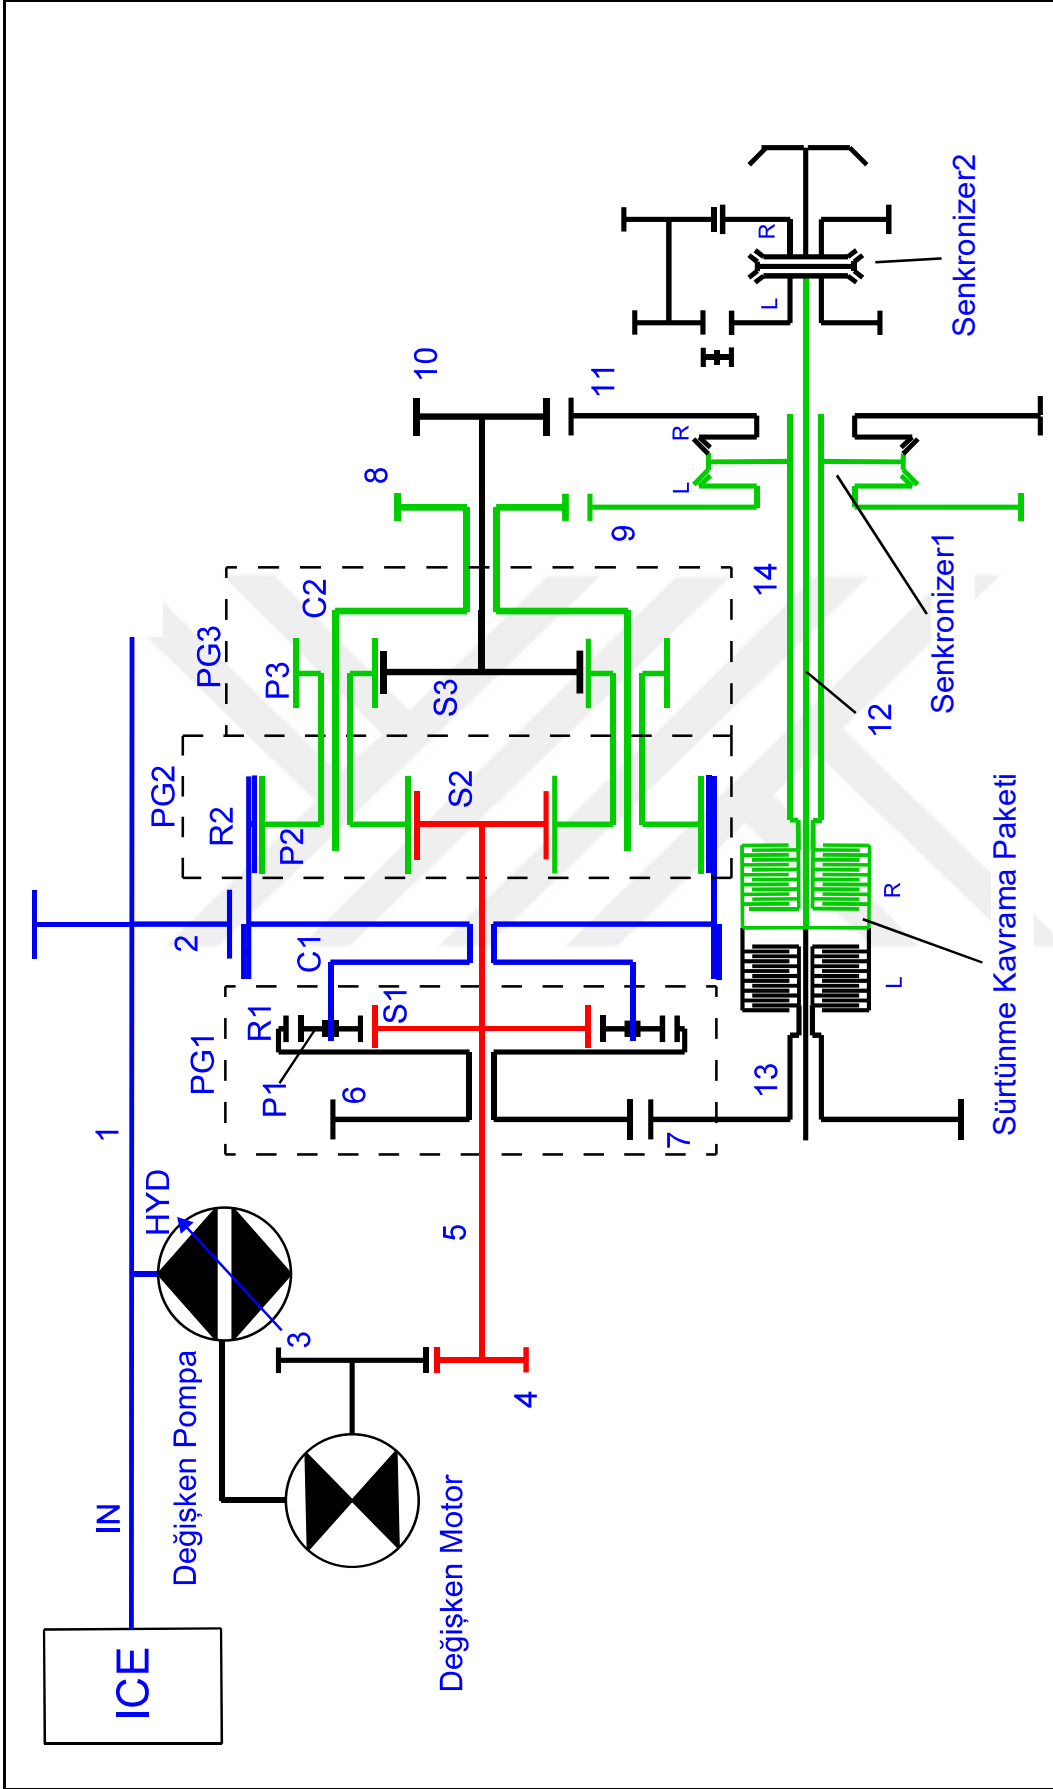 ICE
IN
1
HYD
Değişken Pompa
3
Değişken Motor
4
5
2
PG1
R1
P1
6
S1
C1
7
PG2
R2
P2
S2
PG3
P3
C2
S3
8
10
9
11
R
L
Senkronizer1
14
12
13
L
R
Sürtünme Kavrama Paketi
L
R
Senkronizer2